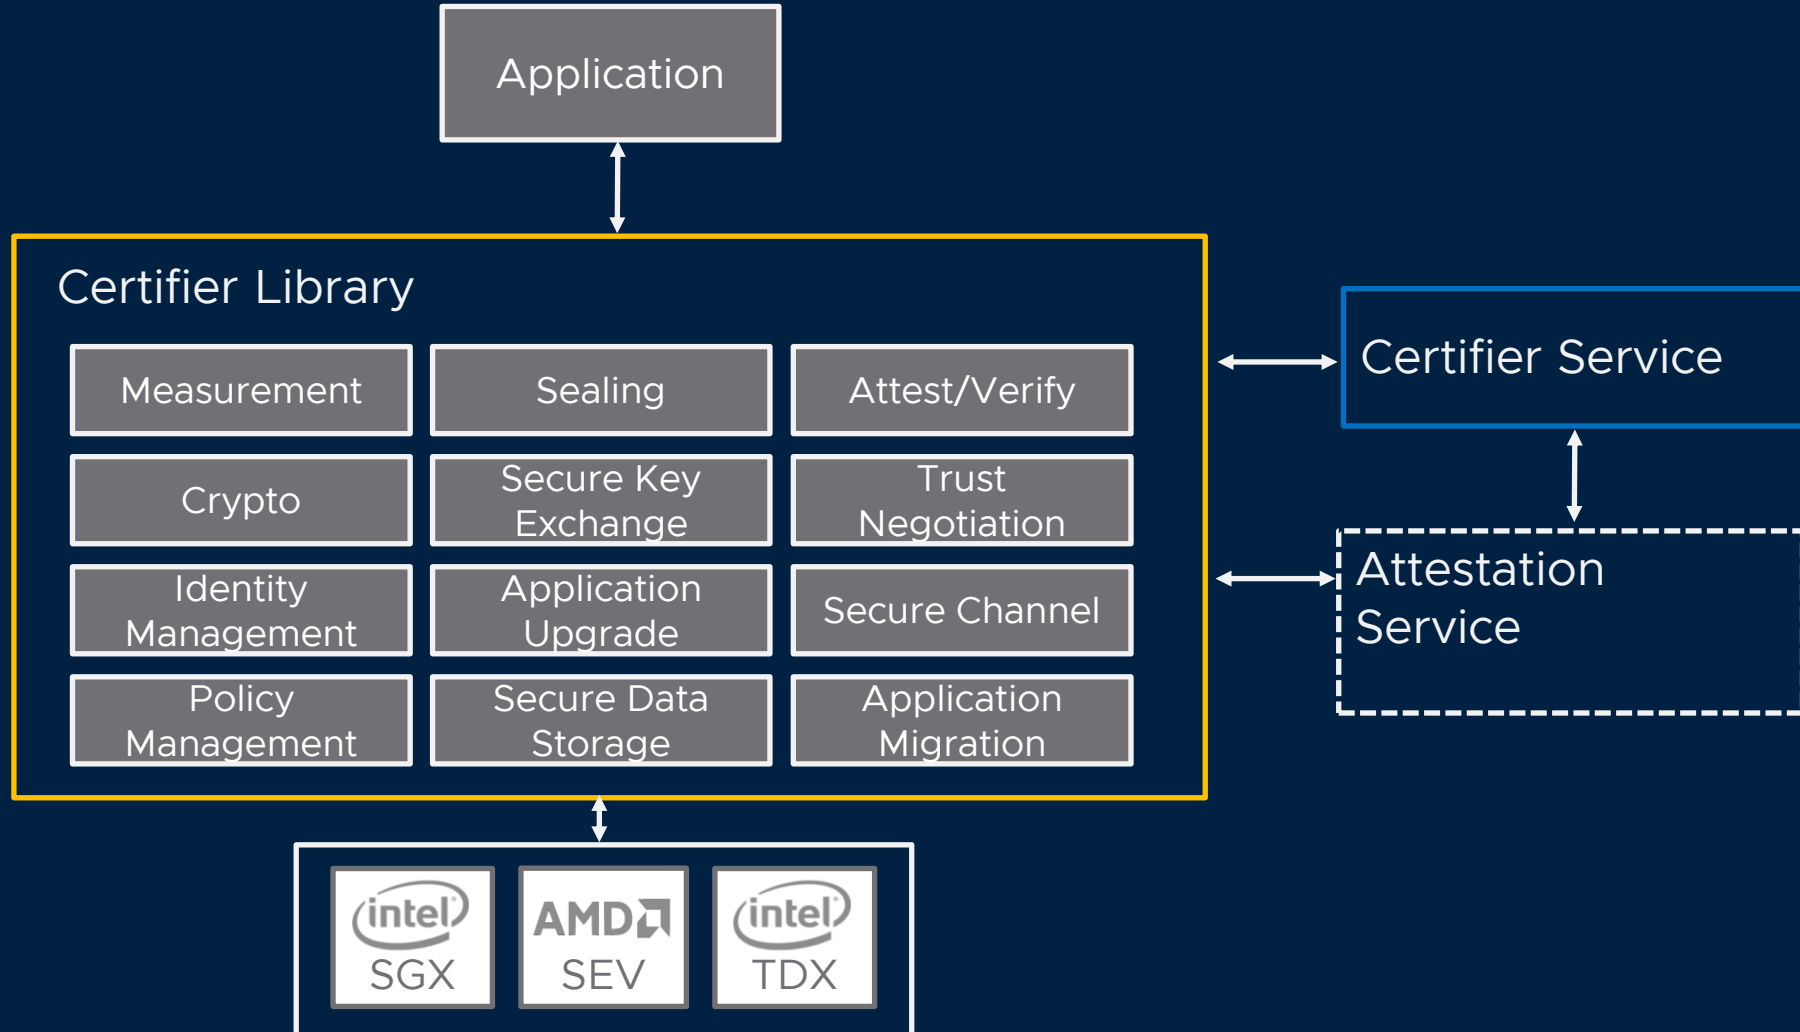 Application
Certifier Library
Measurement
Sealing
Attest/Verify
Crypto
Secure Key
Exchange
Trust
Negotiation
Identity
Management
Application
Upgrade
Secure Channel
Policy
Management
Secure Data
Storage
Application
Migration
Certifier Service
Attestation
Service
intel
SGX
AMD
SEV
intel
TDX